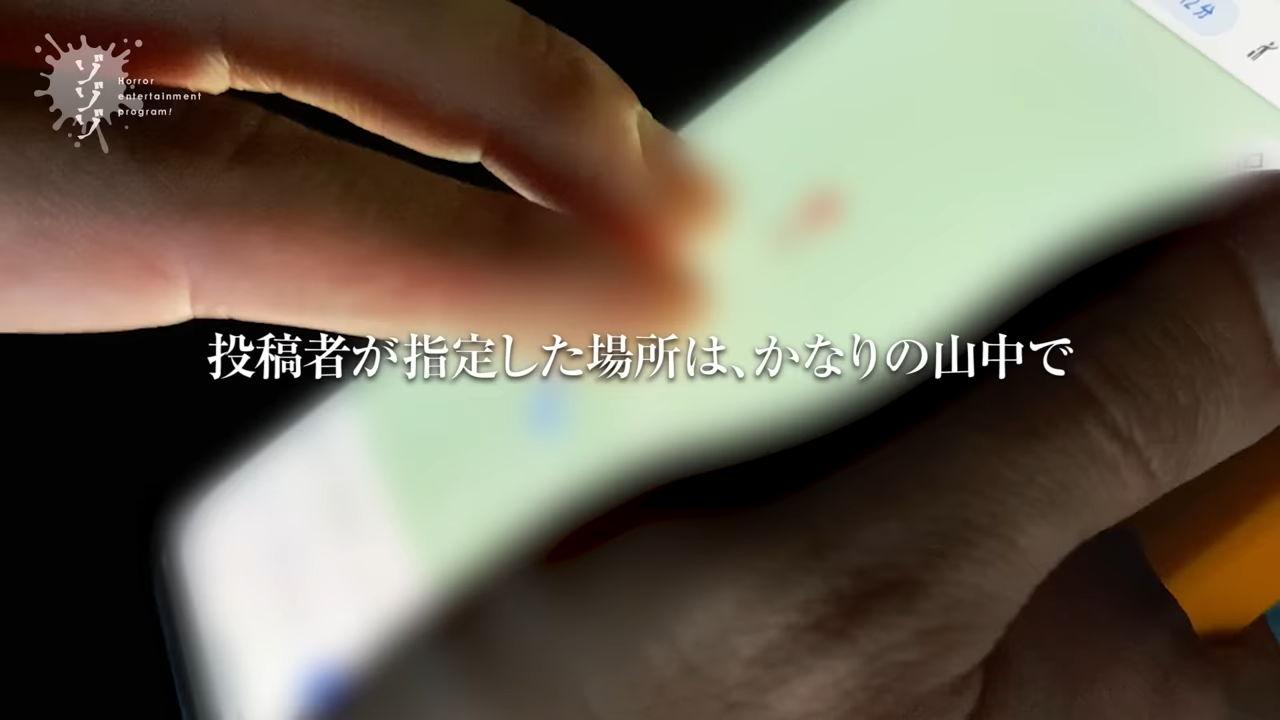 ゾゾゾ
Horror
entertainment
program!
投稿者が指定した場所は、かなりの山中で